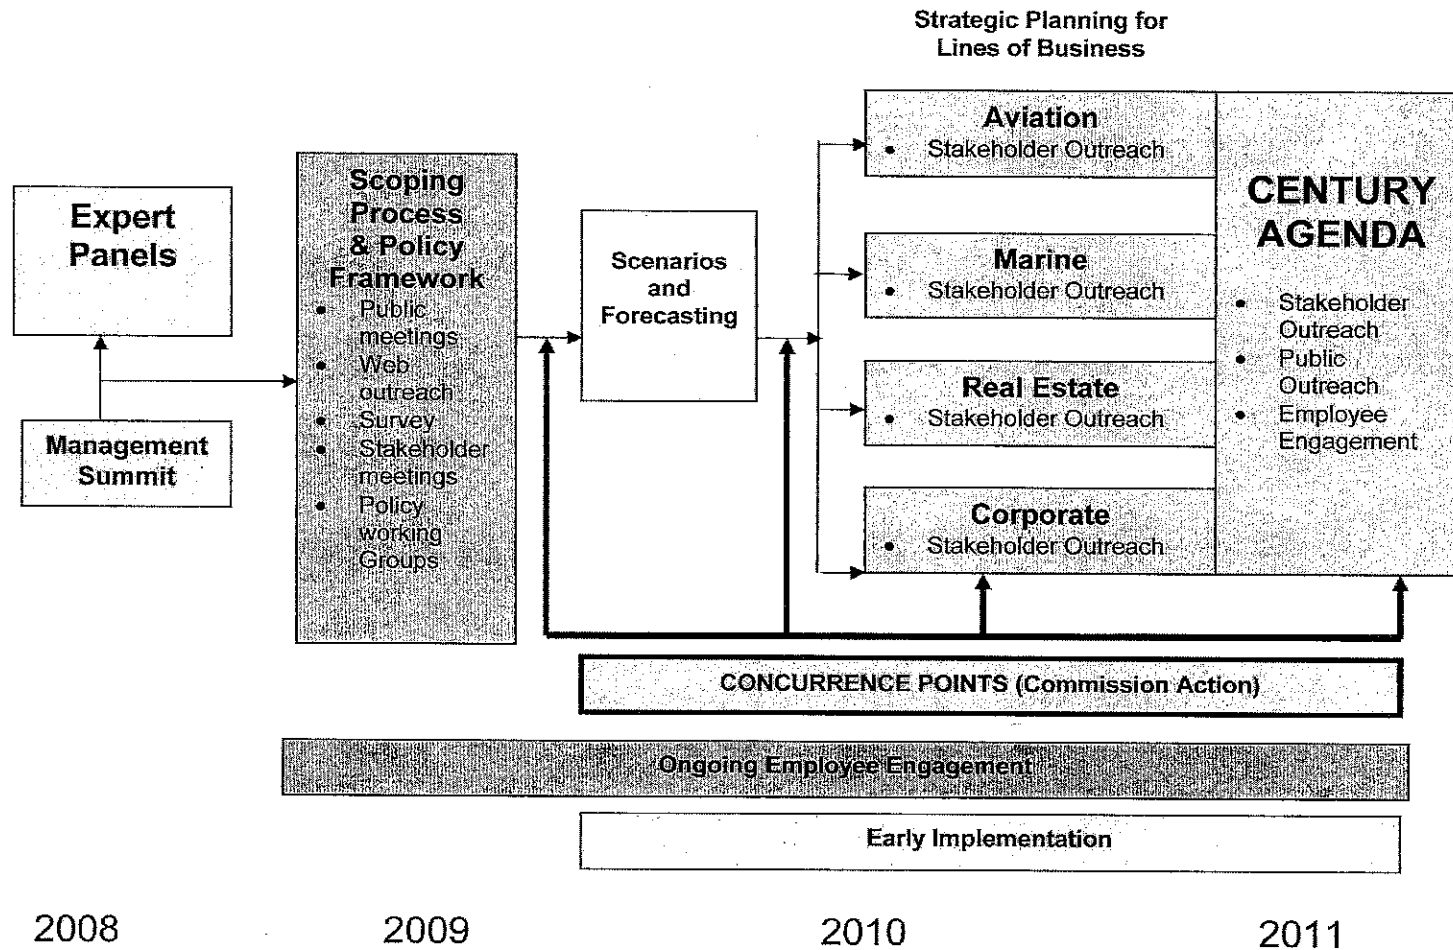 Strategic Planning for
Lines of Business
Expert
Panels
Management
Summit
Scoping
Process
& Policy
Framework
• Public
meetings
• Web
outreach
• Survey
• Stakeholder
meetings
• Policy
working
Groups
Scenarios
and
Forecasting
Aviation
• Stakeholder Outreach
Marine
• Stakeholder Outreach
Real Estate
• Stakeholder Outreach
Corporate
• Stakeholder Outreach
CENTURY
AGENDA
• Stakeholder
Outreach
• Public
Outreach
• Employee
Engagement
CONCURRENCE POINTS (Commission Action)
Ongoing Employee Engagement
Early Implementation
2008
2009
2010
2011